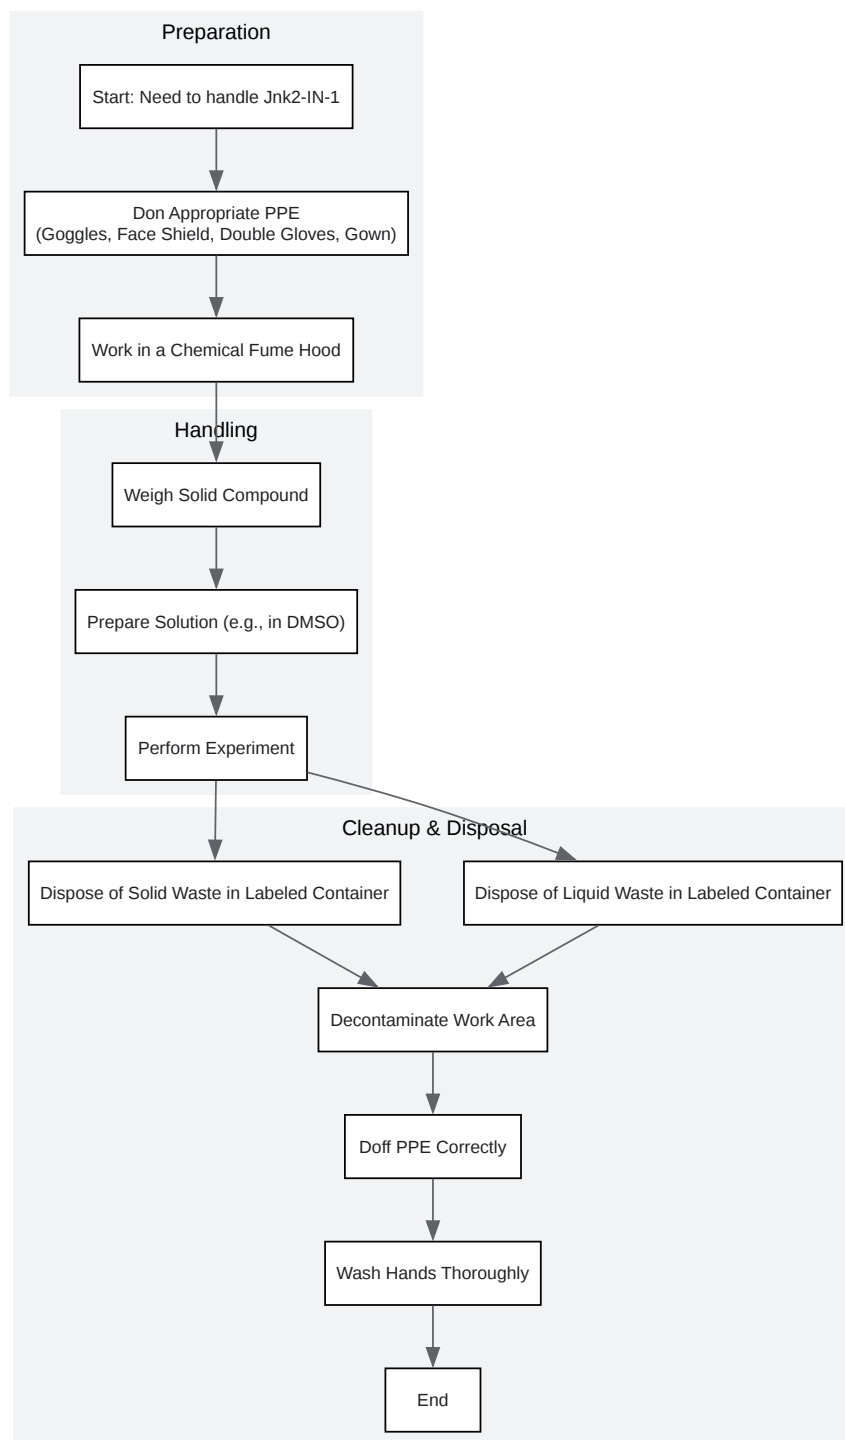 Preparation
Start: Need to handle Jnk2-IN-1
Don Appropriate PPE
(Goggles, Face Shield, Double Gloves, Gown)
Work in a Chemical Fume Hood
Handling
Weigh Solid Compound
Prepare Solution (e.g., in DMSO)
Perform Experiment
Cleanup & Disposal
Dispose of Solid Waste in Labeled Container
Dispose of Liquid Waste in Labeled Container
Decontaminate Work Area
Doff PPE Correctly
Wash Hands Thoroughly
End